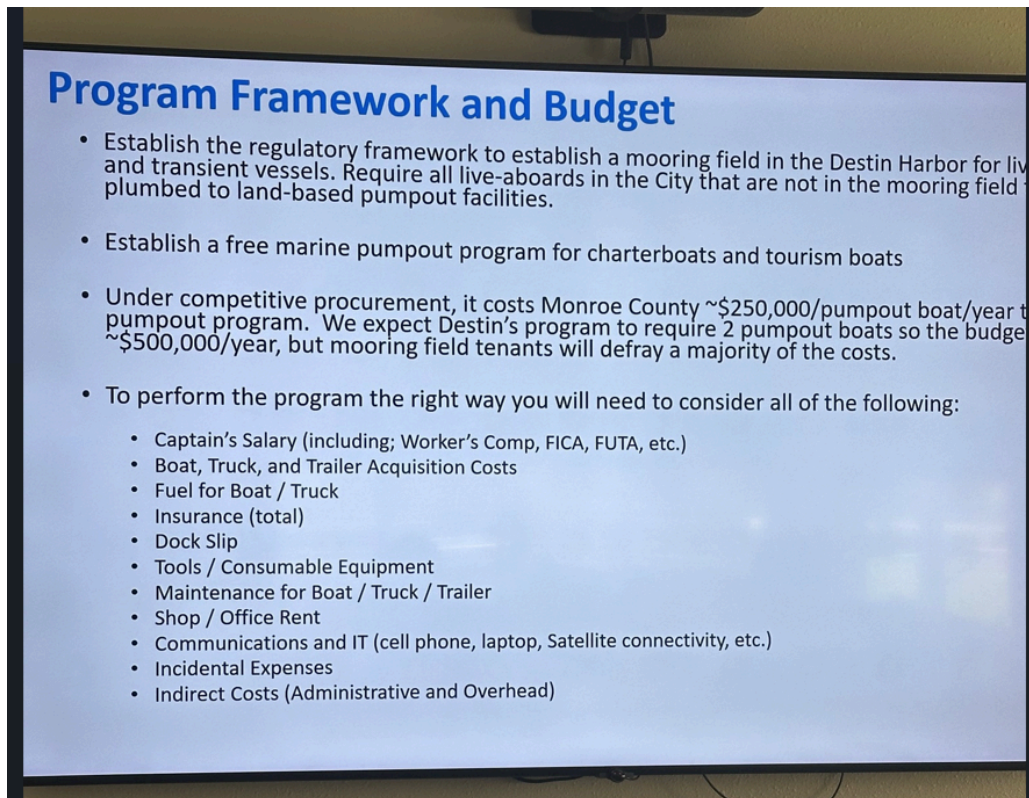 Program Framework and Budget
• Establish the regulatory framework to establish a mooring field in the Destin Harbor for liv
and transient vessels. Require all live-aboards in the City that are not in the mooring field
plumbed to land-based pumpout facilities.
• Establish a free marine pumpout program for charterboats and tourism boats
• Under competitive procurement, it costs Monroe County ~$250,000/pumpout boat/year t
pumpout program.  We expect Destin's program to require 2 pumpout boats so the budge
~$500,000/year, but mooring field tenants will defray a majority of the costs.
• To perform the program the right way you will need to consider all of the following:
• Captain's Salary (including; Worker's Comp, FICA, FUTA, etc.)
• Boat, Truck, and Trailer Acquisition Costs
• Fuel for Boat / Truck
• Insurance (total)
• Dock Slip
• Tools / Consumable Equipment
• Maintenance for Boat / Truck / Trailer
• Shop / Office Rent
• Communications and IT (cell phone, laptop, Satellite connectivity, etc.)
• Incidental Expenses
• Indirect Costs (Administrative and Overhead)